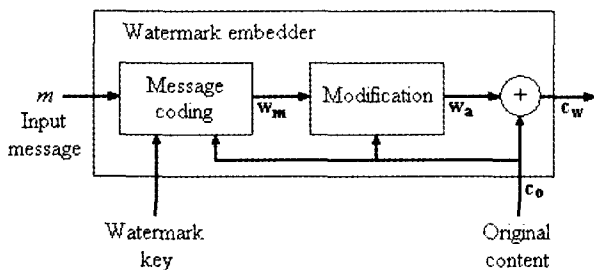 Watermark embedder
m
Input
message
Message
coding
w_m
Modification
w_a
+
c_w
c_o
Watermark
key
Original
content